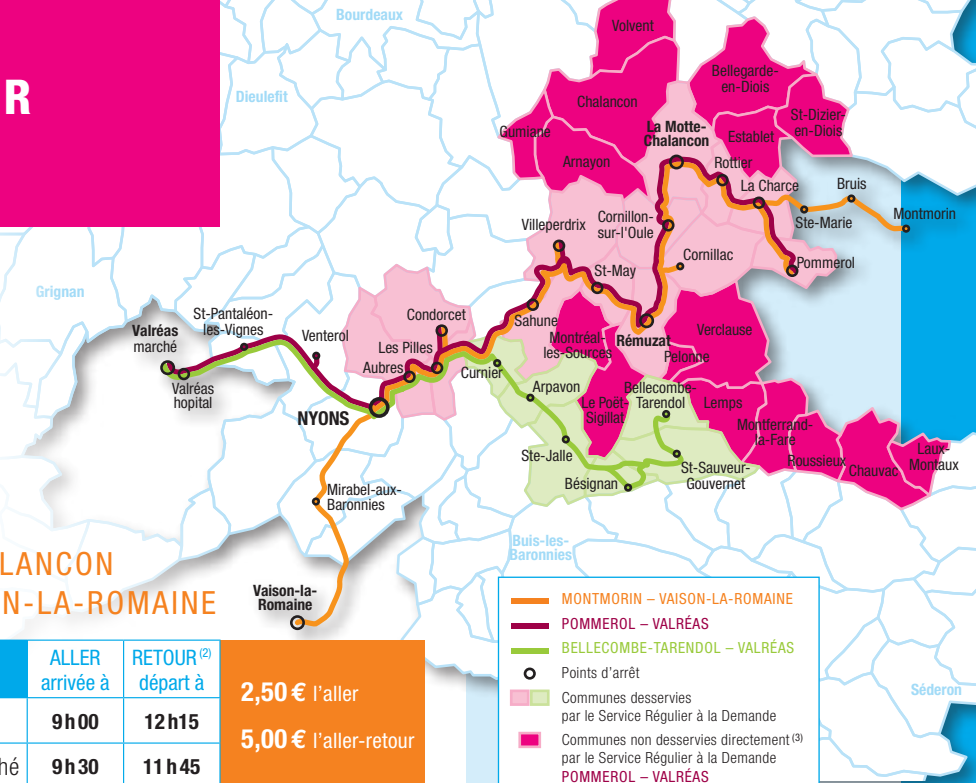 R
Bourdeaux
Dieulefit
Grignan
Volvent
Bellegarde-
en-Diois
Chalancon
St-Dizier-
en-Diois
Gumiane
La Motte-
Chalancon
Establet
Arnayon
Rottier
La Charce
Bruis
Ste-Marie
Montmorin
Villeperdrix
Cornillon-
sur-l'Oule
Cornillac
Pommerol
St-May
Sahune
Rémuzat
Montréal-
les-Sources
Verclause
Pelonne
Condorcet
Les Pilles
Aubres
Curnier
St-Pantaléon-
les-Vignes
Venterol
Valréas
marché
Valréas
hopital
NYONS
Arpavon
Le Poët-
Sigillat
Bellecombe-
Tarendol
Lemps
Montferrand-
la-Fare
Roussieux
Chauvac
Laux-
Montaux
Ste-Jalle
Bésignan
St-Sauveur-
Gouvernet
Mirabel-aux-
Baronnies
Buis-les-
Baronnies
Vaison-la-
Romaine
Séderon
LANCON
N-LA-ROMAINE
ALLER
arrivée à
RETOUR (2)
départ à
9h00
12h15
hé
9h30
11h45
2,50 € l'aller
5,00 € l'aller-retour
MONTMORIN – VAISON-LA-ROMAINE
POMMEROL – VALRÉAS
BELLECOMBE-TARENDOL – VALRÉAS
Points d'arrêt
Communes desservies
par le Service Régulier à la Demande
Communes non desservies directement (3)
par le Service Régulier à la Demande
POMMEROL – VALRÉAS